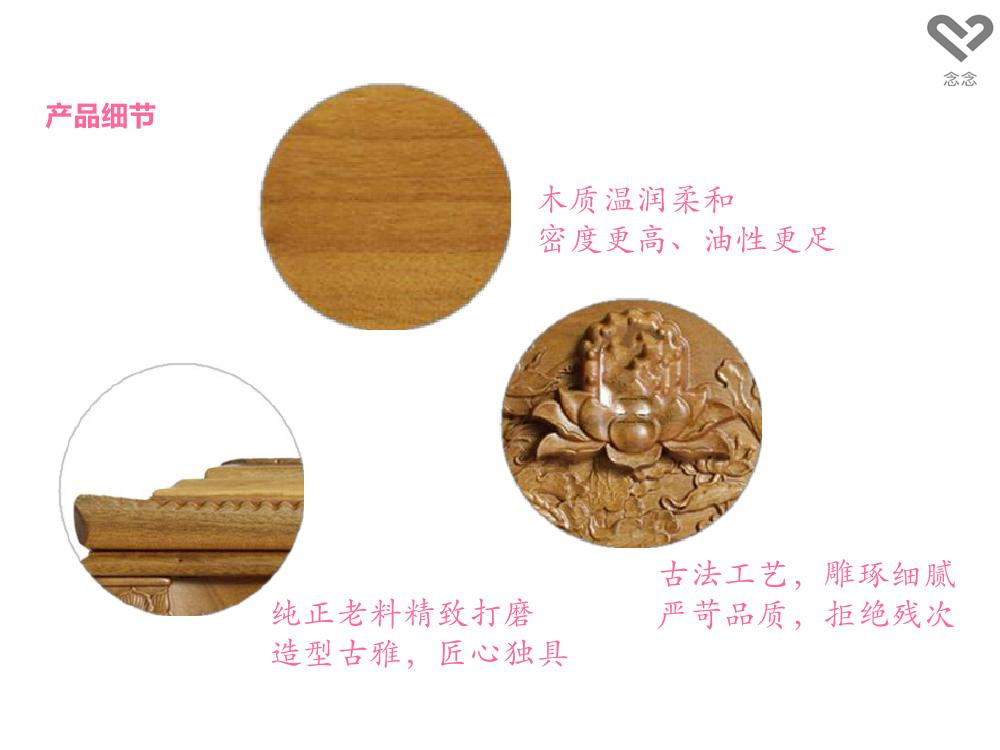 念念
产品细节
木质温润柔和
密度更高、油性更足
古法工艺，雕琢细腻
严苛品质，拒绝残次
纯正老料精致打磨
造型古雅，匠心独具